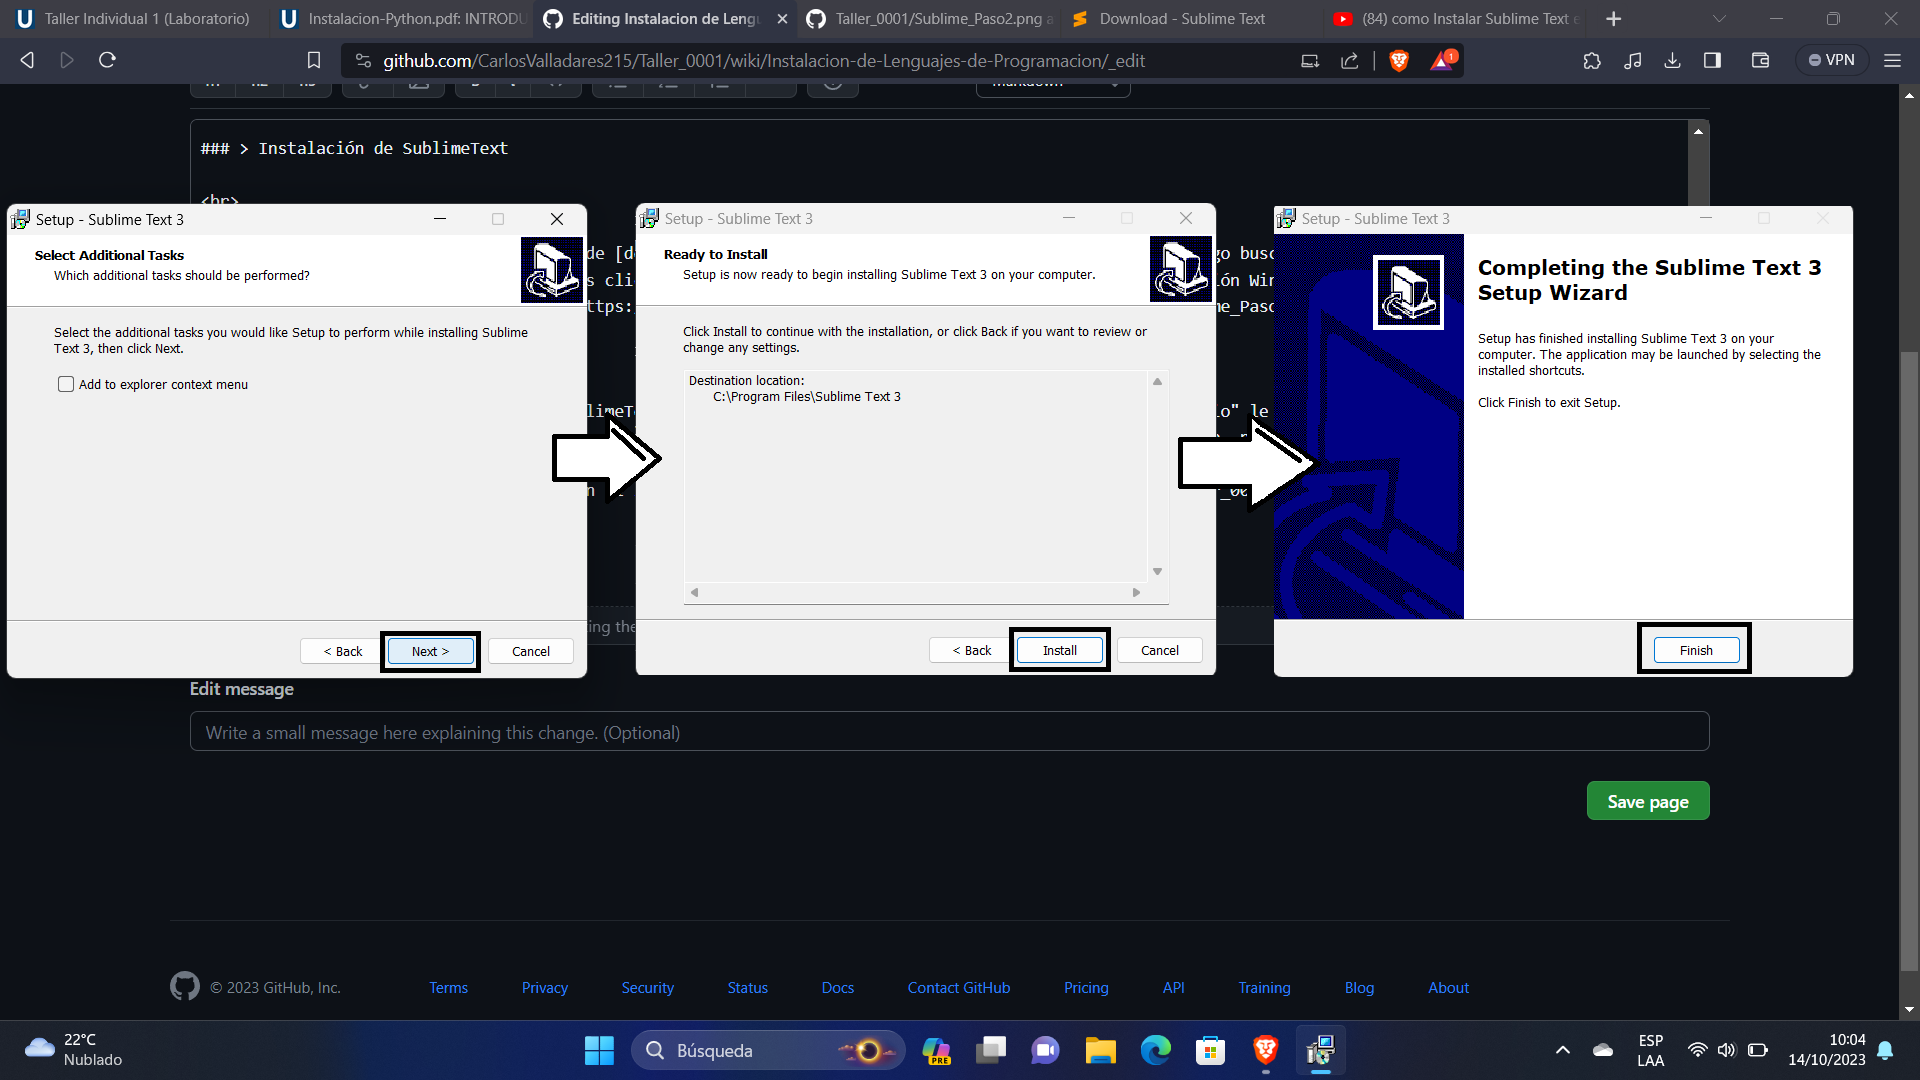 Taller Individual 1 (Laboratorio)
Instalacion-Python.pdf: INTRODU
Editing Instalacion de Lengu
Taller_0001/Sublime_Paso2.png a
Download - Sublime Text
(84) como Instalar Sublime Text e
github.com/CarlosValladares215/Taller_0001/wiki/Instalacion-de-Lenguajes-de-Programacion/_edit
1
VPN
### > Instalación de SublimeText
<br>
Setup - Sublime Text 3
Select Additional Tasks
Which additional tasks should be performed?
Select the additional tasks you would like Setup to perform while installing Sublime
Text 3, then click Next.
Add to explorer context menu
< Back
Next >
Cancel
de [d
s cli
ttps:
limeT
ing the
Setup - Sublime Text 3
Ready to Install
Setup is now ready to begin installing Sublime Text 3 on your computer.
Click Install to continue with the installation, or click Back if you want to review or
change any settings.
Destination location:
C:\Program Files\Sublime Text 3
< Back
Install
Cancel
go busc
ión Win
ne_Paso
o" le
Setup - Sublime Text 3
Completing the Sublime Text 3
Setup Wizard
Setup has finished installing Sublime Text 3 on your
computer. The application may be launched by selecting the
installed shortcuts.
Click Finish to exit Setup.
Finish
Edit message
Write a small message here explaining this change. (Optional)
Save page
© 2023 GitHub, Inc.
Terms
Privacy
Security
Status
Docs
Contact GitHub
Pricing
API
Training
Blog
About
22°C
Nublado
Búsqueda
PRE
ESP
LAA
10:04
14/10/2023